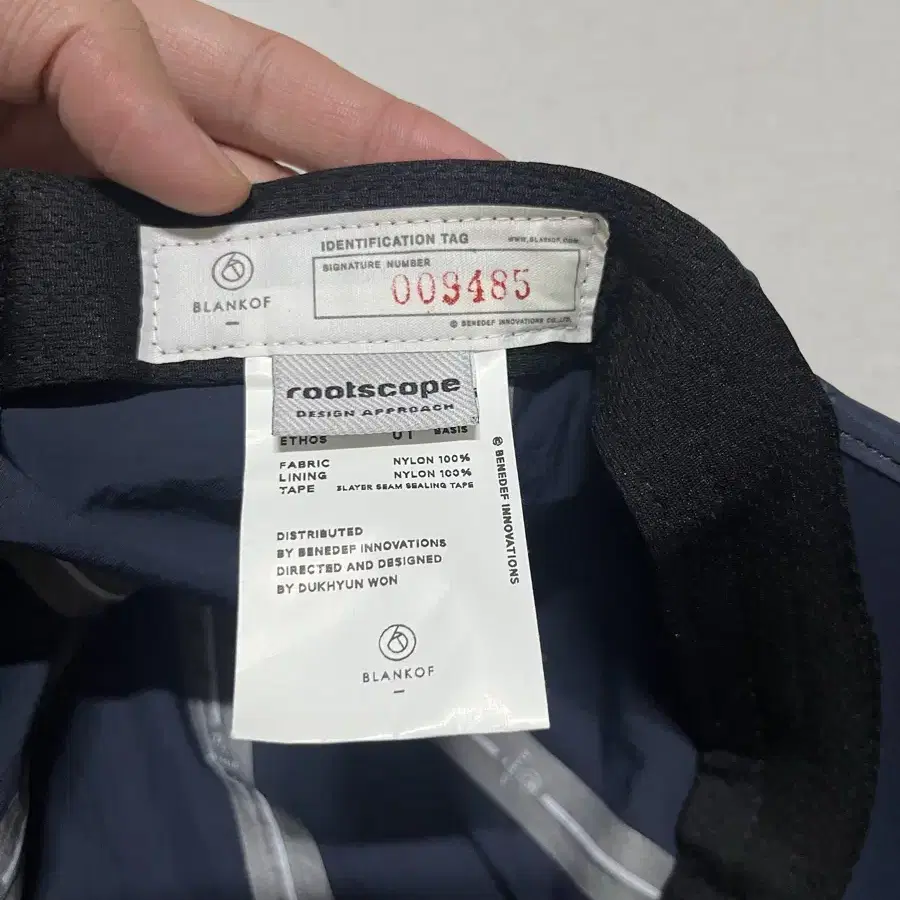 IDENTIFICATION TAG
WWW.BLANKOF.COM
SIGNATURE NUMBER
009485
BLANKOF
© BENEDEF INNOVATIONS CO.,LTD.
rootscope
DESIGN APPROACH
ETHOS 01 BASIS
FABRIC NYLON 100%
LINING NYLON 100%
TAPE 3LAYER SEAM SEALING TAPE
© BENEDEF INNOVATIONS
DISTRIBUTED
BY BENEDEF INNOVATIONS
DIRECTED AND DESIGNED
BY DUKHYUN WON
BLANKOF